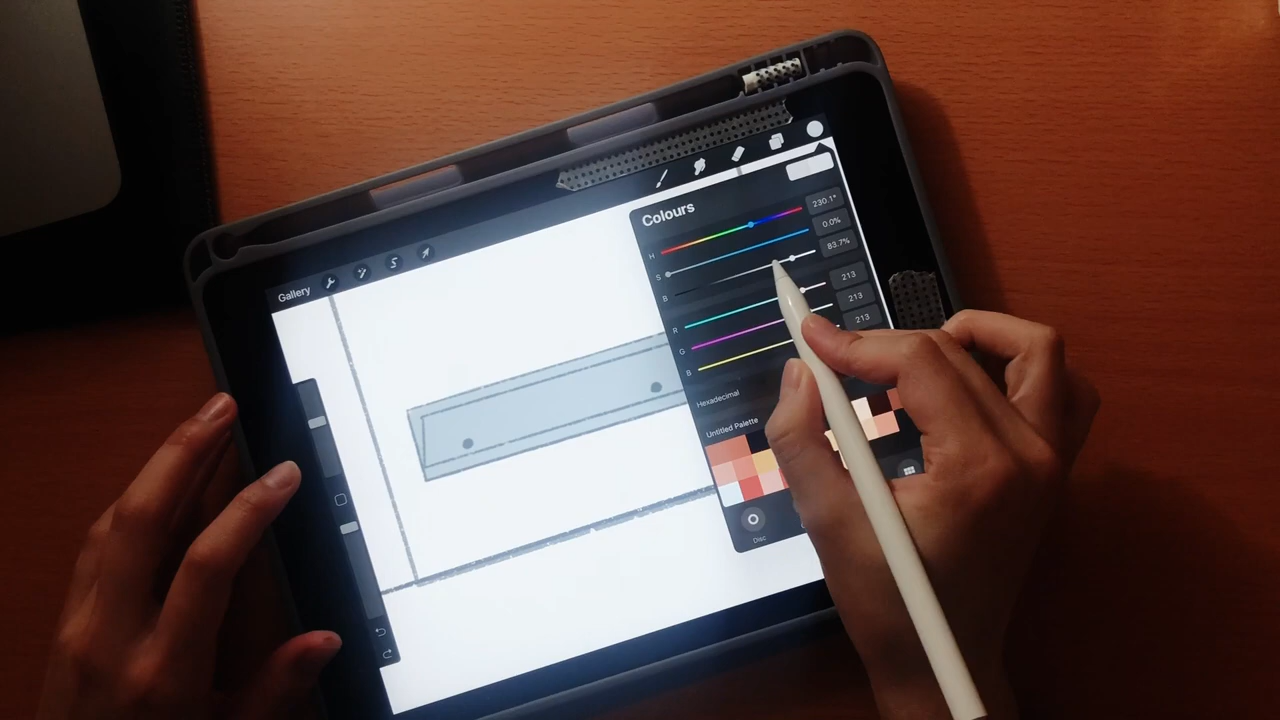 Gallery
Colours
H 230.1°
S 0.0%
B 83.7%
R 213
G 213
B 213
Hexadecimal
Untitled Palette
Disc